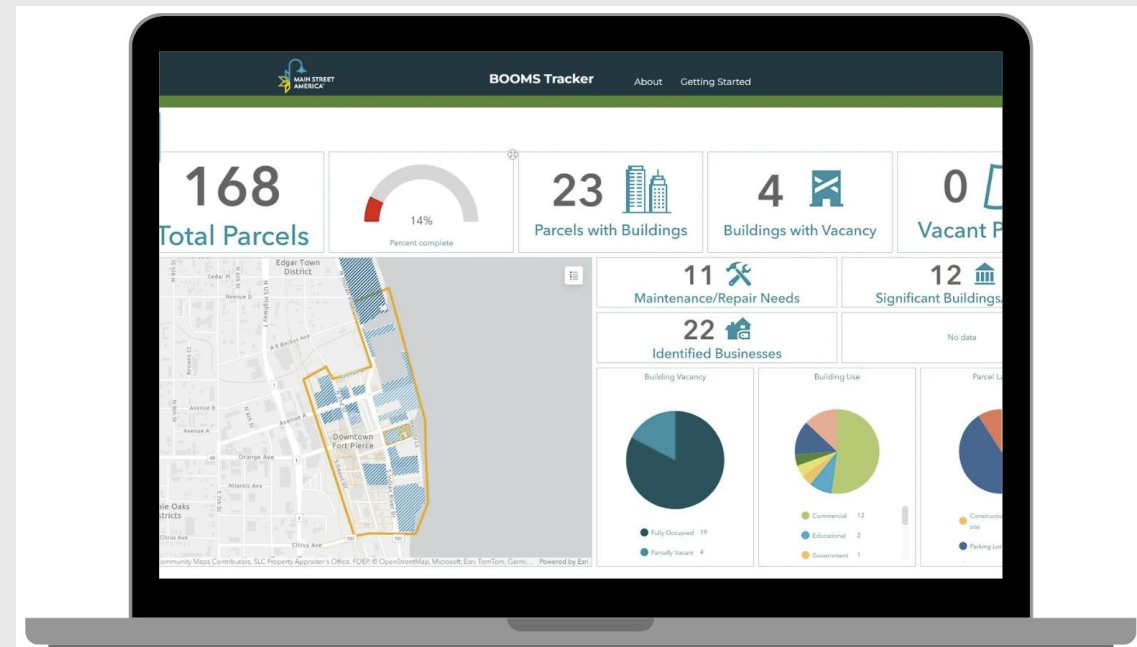 MAIN STREET
AMERICA
BOOMS Tracker
About
Getting Started
168
Total Parcels
14%
Percent complete
23
Parcels with Buildings
4
Buildings with Vacancy
0
Vacant P
11
Maintenance/Repair Needs
12
Significant Buildings
22
Identified Businesses
No data
Edgar Town
District
Cedar Pl
N US Highway 1
Avenue D
A E Backus Ave
Avenue B
Avenue A
Avenue A
Orange Ave
Atlantic Ave
Citrus Ave
Citrus Ave
Downtown
Fort Pierce
S Indian River Dr
Building Vacancy
Fully Occupied 19
Partially Vacant 4
Building Use
Commercial 12
Educational 2
Government 1
Parcel La
Constructio
site
Parking Lot
ommunity Maps Contributors, SLC Property Appraiser's Office, FDEP, © OpenStreetMap, Microsoft, Esri, TomTom, Garmi...
Powered by Esri